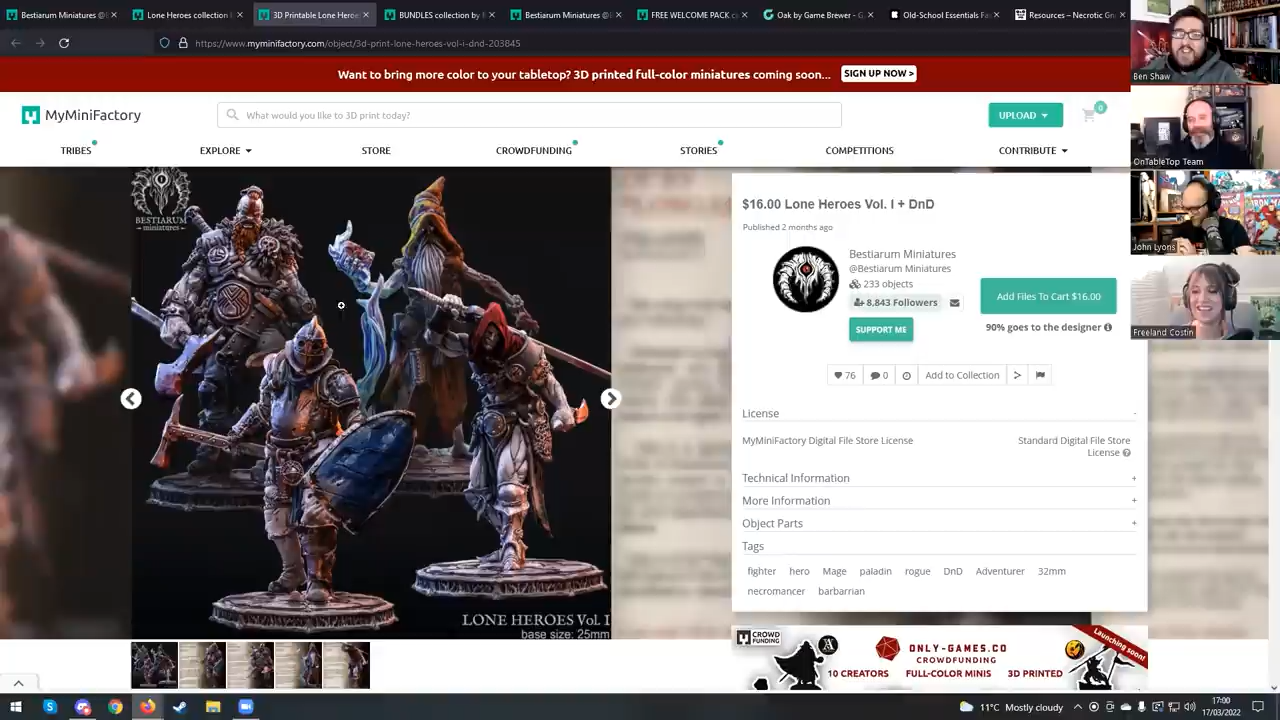 Bestiarum Miniatures @B
Lone Heroes collection
3D Printable Lone Heroe
BUNDLES collection by
Bestiarum Miniatures @B
FREE WELCOME PACK c
Oak by Game Brewer - G
Old-School Essentials Fa
Resources – Necrotic Gn
https://www.myminifactory.com/object/3d-print-lone-heroes-vol-i-dnd-203845
Want to bring more color to your tabletop? 3D printed full-color miniatures coming soon...
SIGN UP NOW >
MyMiniFactory
What would you like to 3D print today?
UPLOAD
0
TRIBES
EXPLORE
STORE
CROWDFUNDING
STORIES
COMPETITIONS
CONTRIBUTE
Ben Shaw
OnTableTop Team
John Lyons
Freeland Costin
BESTIARUM
miniatures
LONE HEROES Vol I
base size: 25mm
$16.00 Lone Heroes Vol. I + DnD
Published 2 months ago
Bestiarum Miniatures
@Bestiarum Miniatures
233 objects
8,843 Followers
SUPPORT ME
Add Files To Cart $16.00
90% goes to the designer
76
0
Add to Collection
License
-
MyMiniFactory Digital File Store License
Standard Digital File Store
License
Technical Information
+
More Information
+
Object Parts
+
Tags
fighter hero Mage paladin rogue DnD Adventurer 32mm
necromancer barbarrian
CROWD
FUNDING
ONLY-GAMES.CO
CROWDFUNDING
10 CREATORS FULL-COLOR MINIS 3D PRINTED
Launching soon!
11°C Mostly cloudy
17:00
17/03/2022